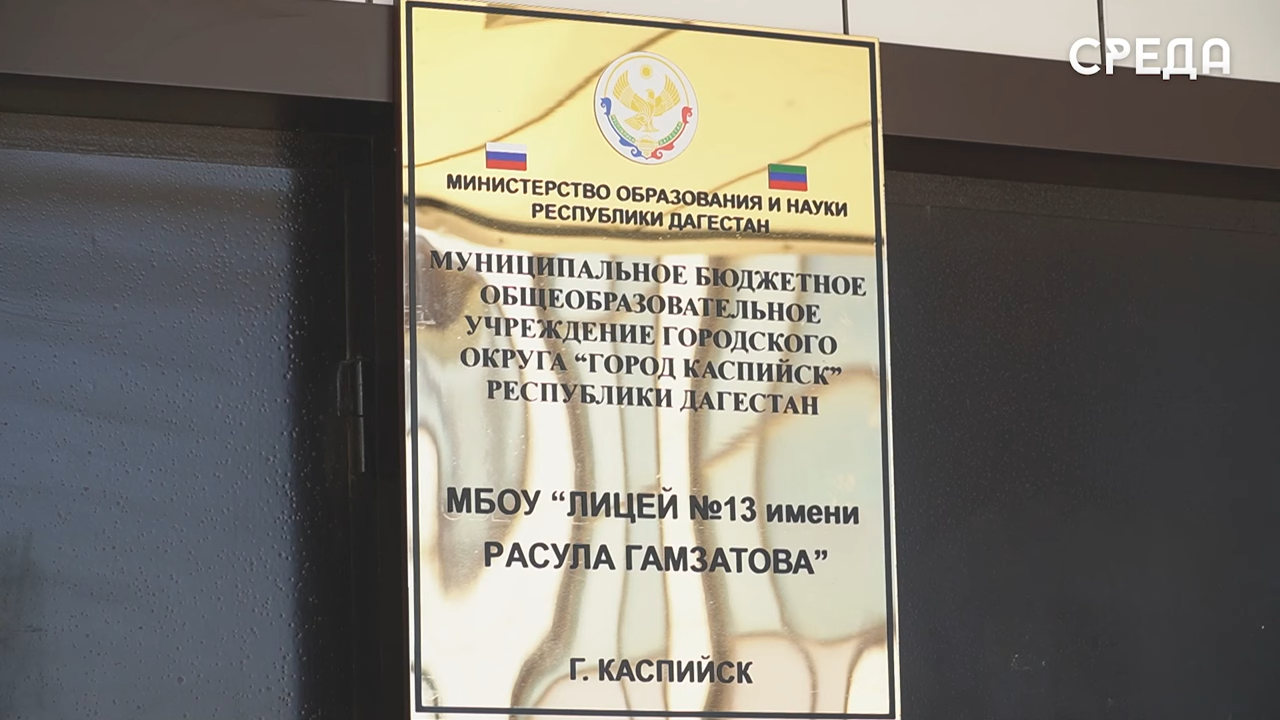 СРЕДА
МИНИСТЕРСТВО ОБРАЗОВАНИЯ И НАУКИ
РЕСПУБЛИКИ ДАГЕСТАН
МУНИЦИПАЛЬНОЕ БЮДЖЕТНОЕ
ОБЩЕОБРАЗОВАТЕЛЬНОЕ
УЧРЕЖДЕНИЕ ГОРОДСКОГО
ОКРУГА “ГОРОД КАСПИЙСК”
РЕСПУБЛИКИ ДАГЕСТАН
МБОУ “ЛИЦЕЙ №13 имени
РАСУЛА ГАМЗАТОВА”
Г. КАСПИЙСК